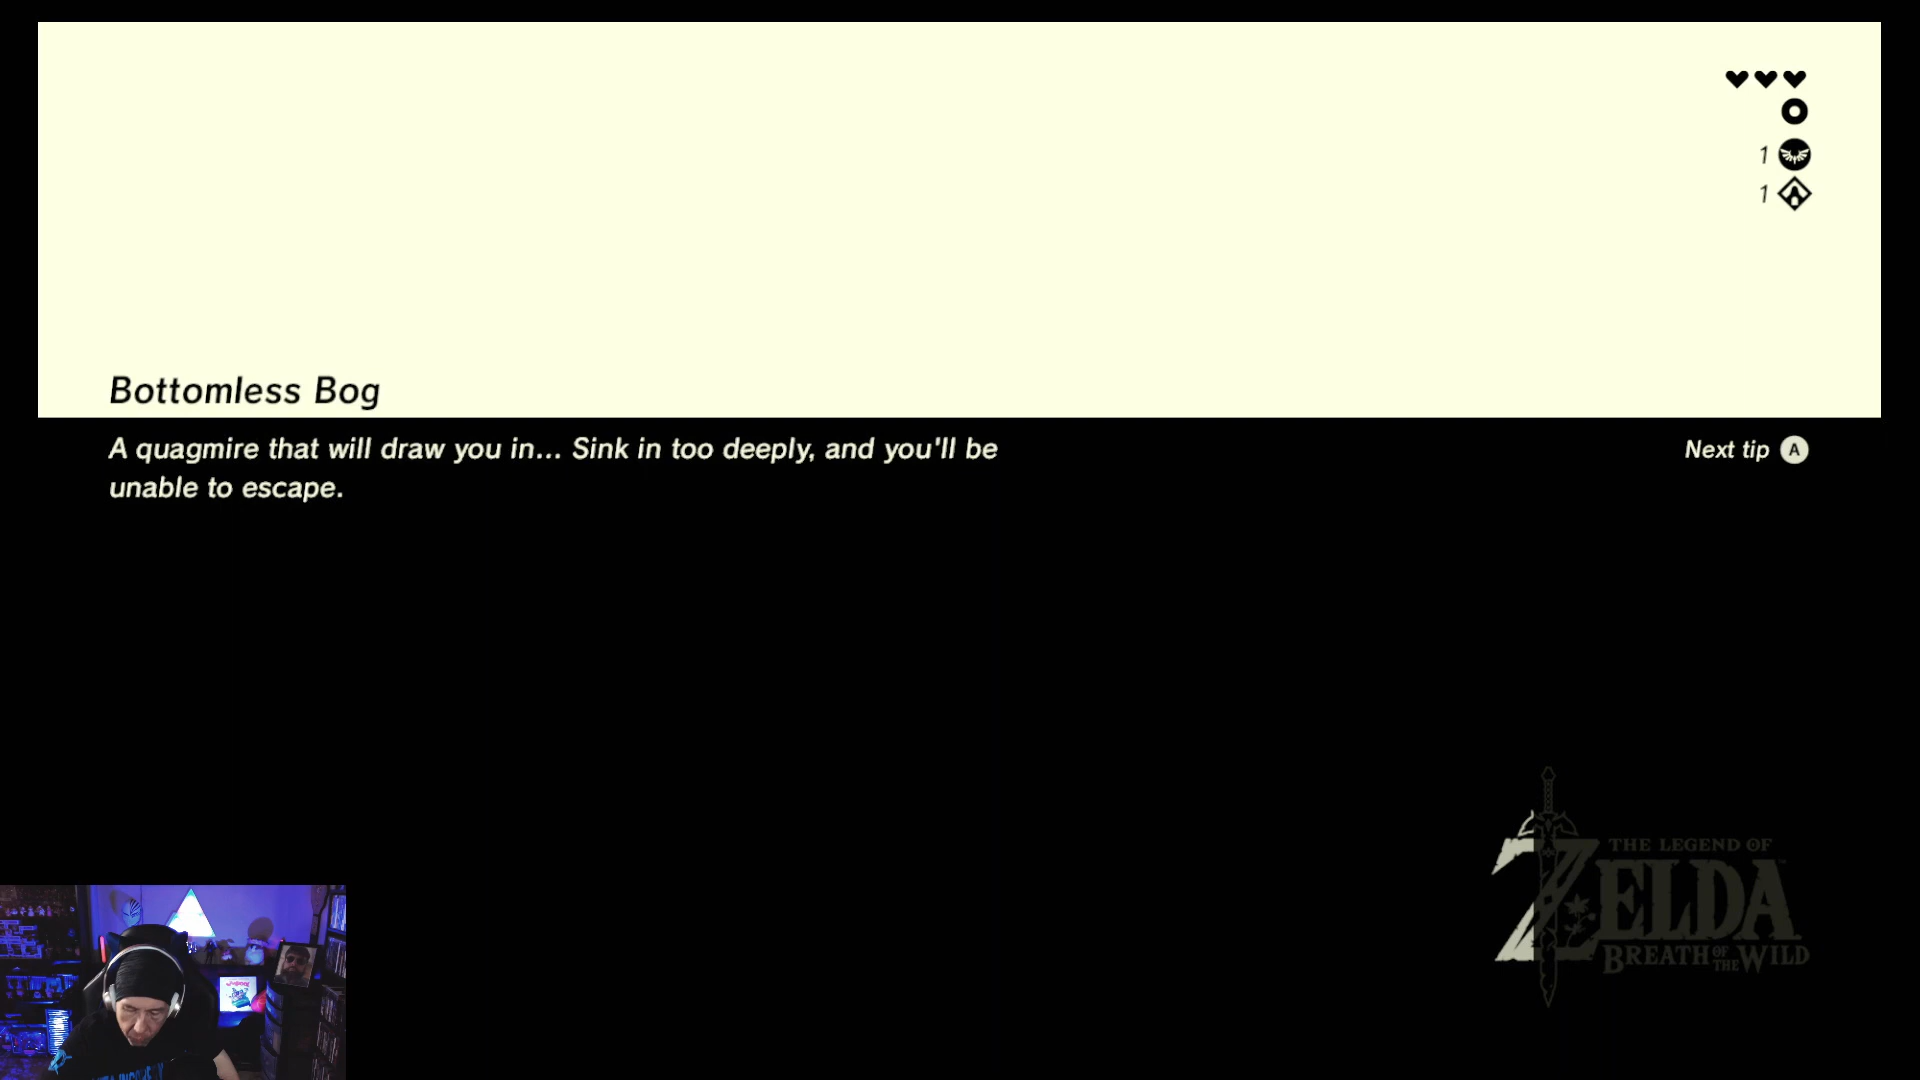 1
1
Bottomless Bog
A quagmire that will draw you in... Sink in too deeply, and you'll be
unable to escape.
Next tip A
THE LEGEND OF
ZELDA
BREATH OF THE WILD